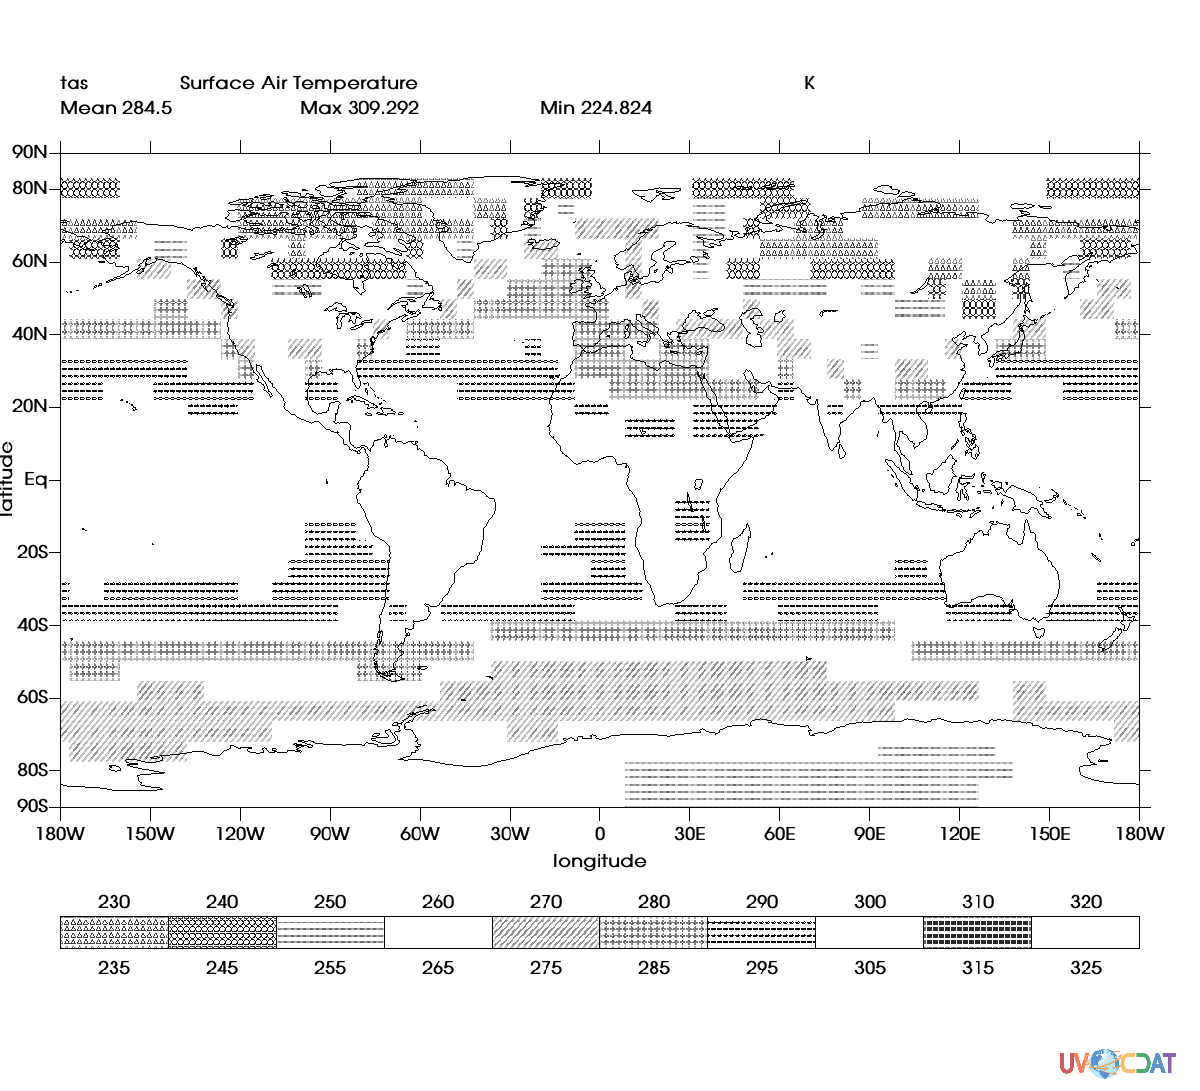 tas Surface Air Temperature K
Mean 284.5 Max 309.292 Min 224.824
90N
80N
60N
40N
20N
Eq
20S
40S
60S
80S
90S
latitude
180W 150W 120W 90W 60W 30W 0 30E 60E 90E 120E 150E 180W
longitude
230 240 250 260 270 280 290 300 310 320
235 245 255 265 275 285 295 305 315 325
UV CDAT